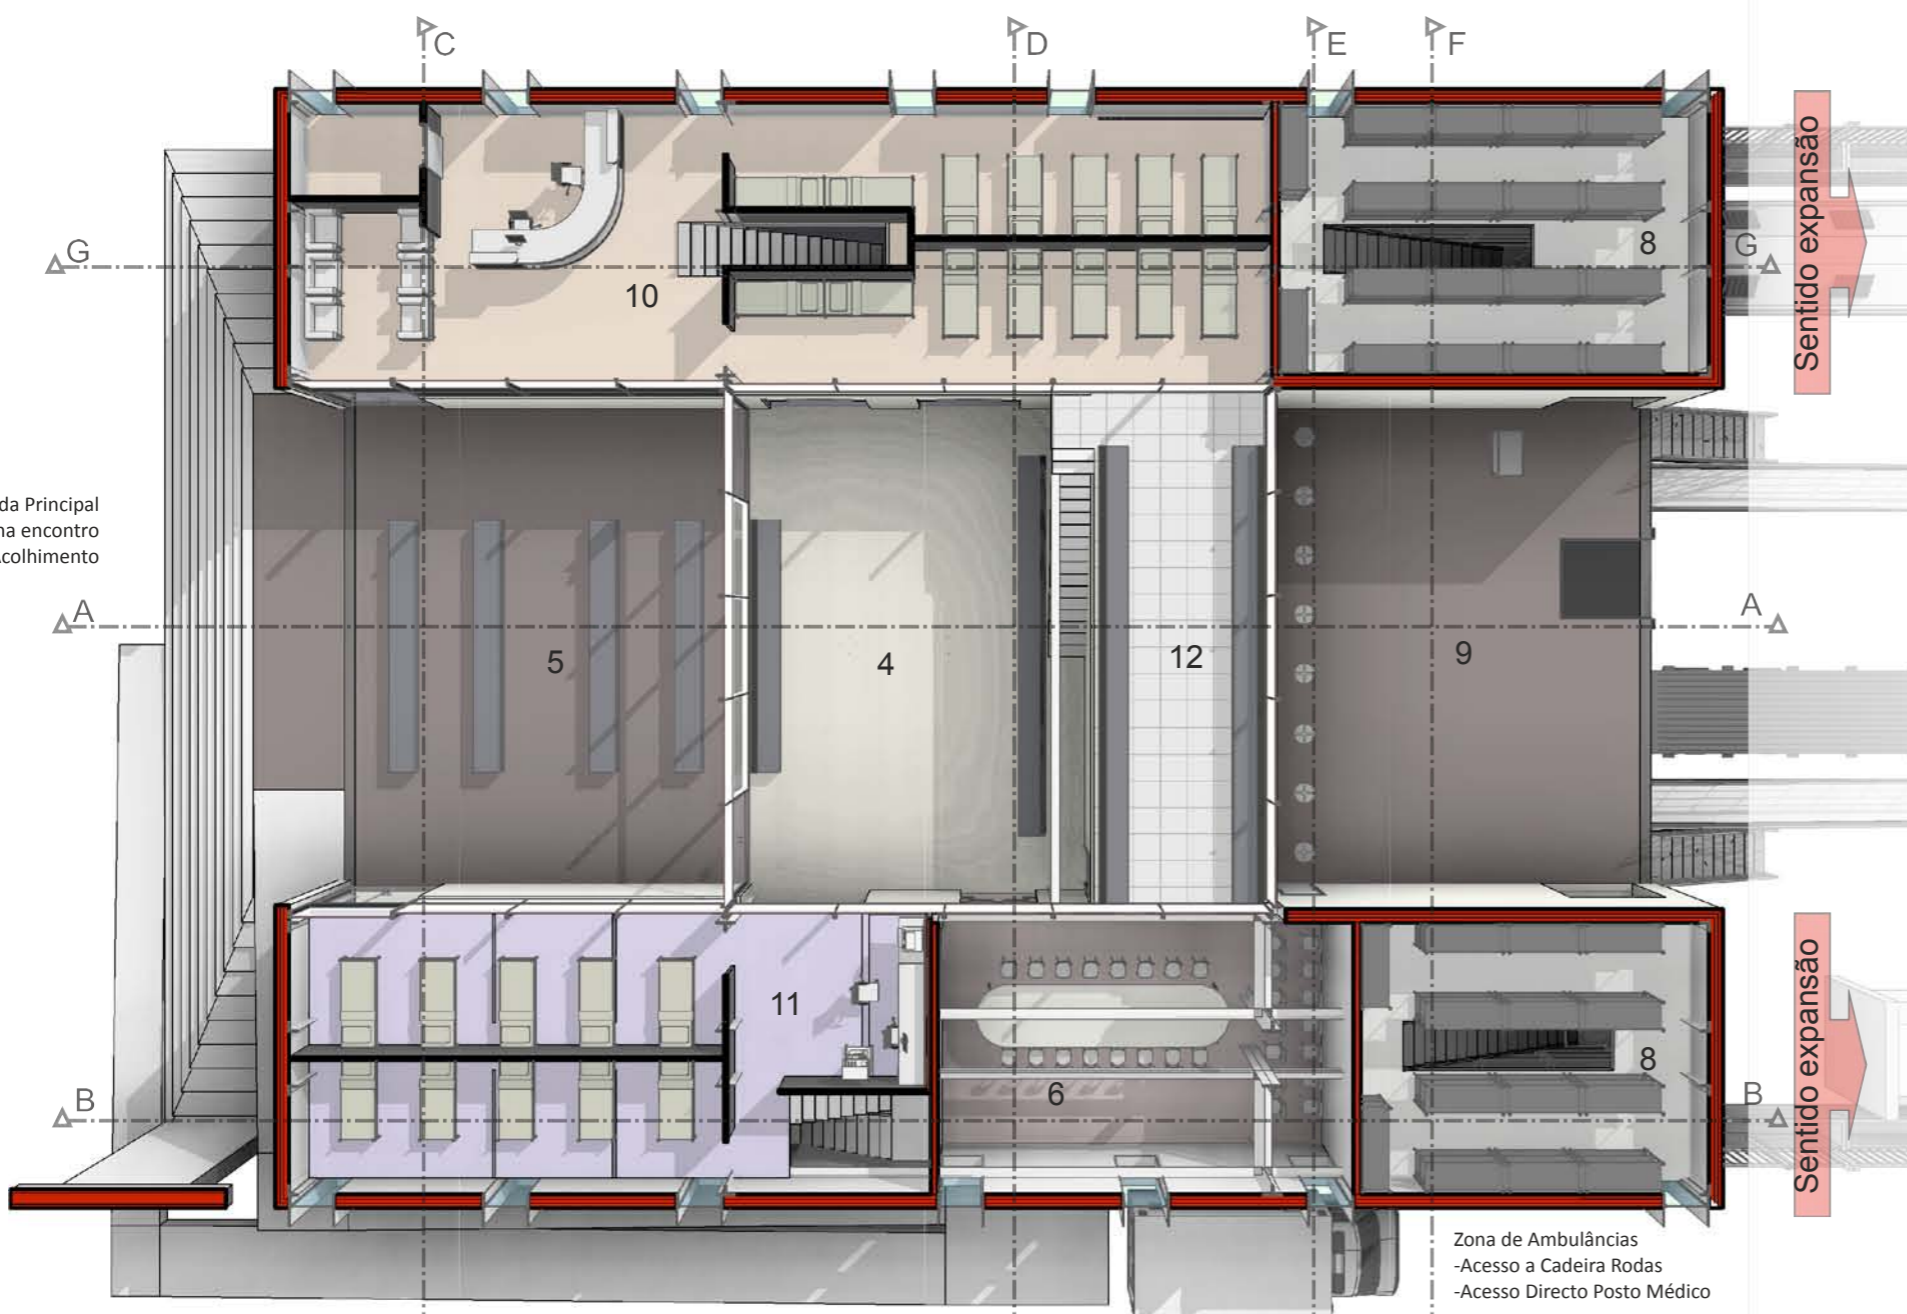 C
D
E
F
Sentido expansão
G
8
G
10
da Principal
na encontro
Acolhimento
A
A
5
4
12
9
11
6
8
B
B
Sentido expansão
Zona de Ambulâncias
-Acesso a Cadeira Rodas
-Acesso Directo Posto Médico